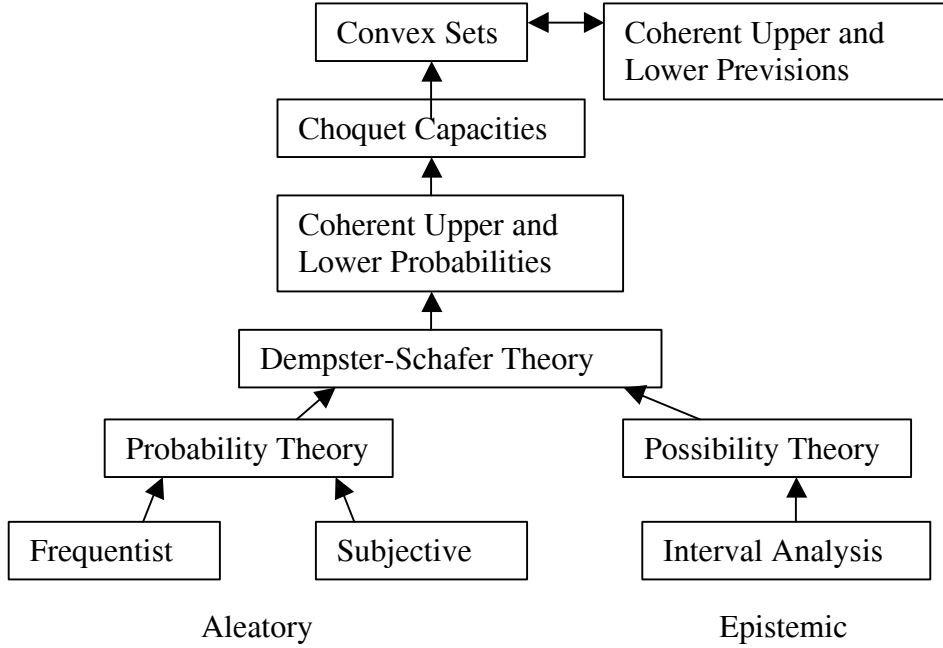 Convex Sets
Coherent Upper and
Lower Previsions
Choquet Capacities
Coherent Upper and
Lower Probabilities
Dempster-Schafer Theory
Probability Theory
Possibility Theory
Frequentist
Subjective
Interval Analysis
Aleatory
Epistemic